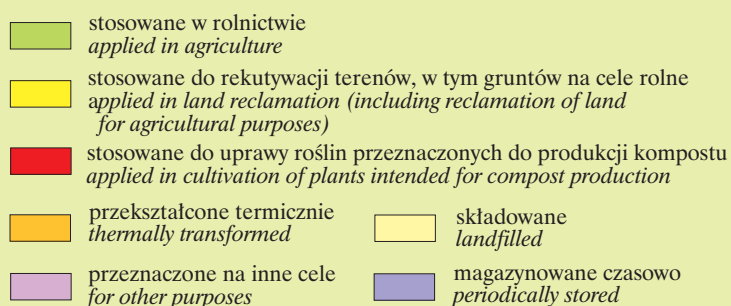 stosowane w rolnictwie
applied in agriculture
stosowane do rekutywacji terenów, w tym gruntów na cele rolne
applied in land reclamation (including reclamation of land
for agricultural purposes)
stosowane do uprawy roślin przeznaczonych do produkcji kompostu
applied in cultivation of plants intended for compost production
przekształcone termicznie
thermally transformed
składowane
landfilled
przeznaczone na inne cele
for other purposes
magazynowane czasowo
periodically stored